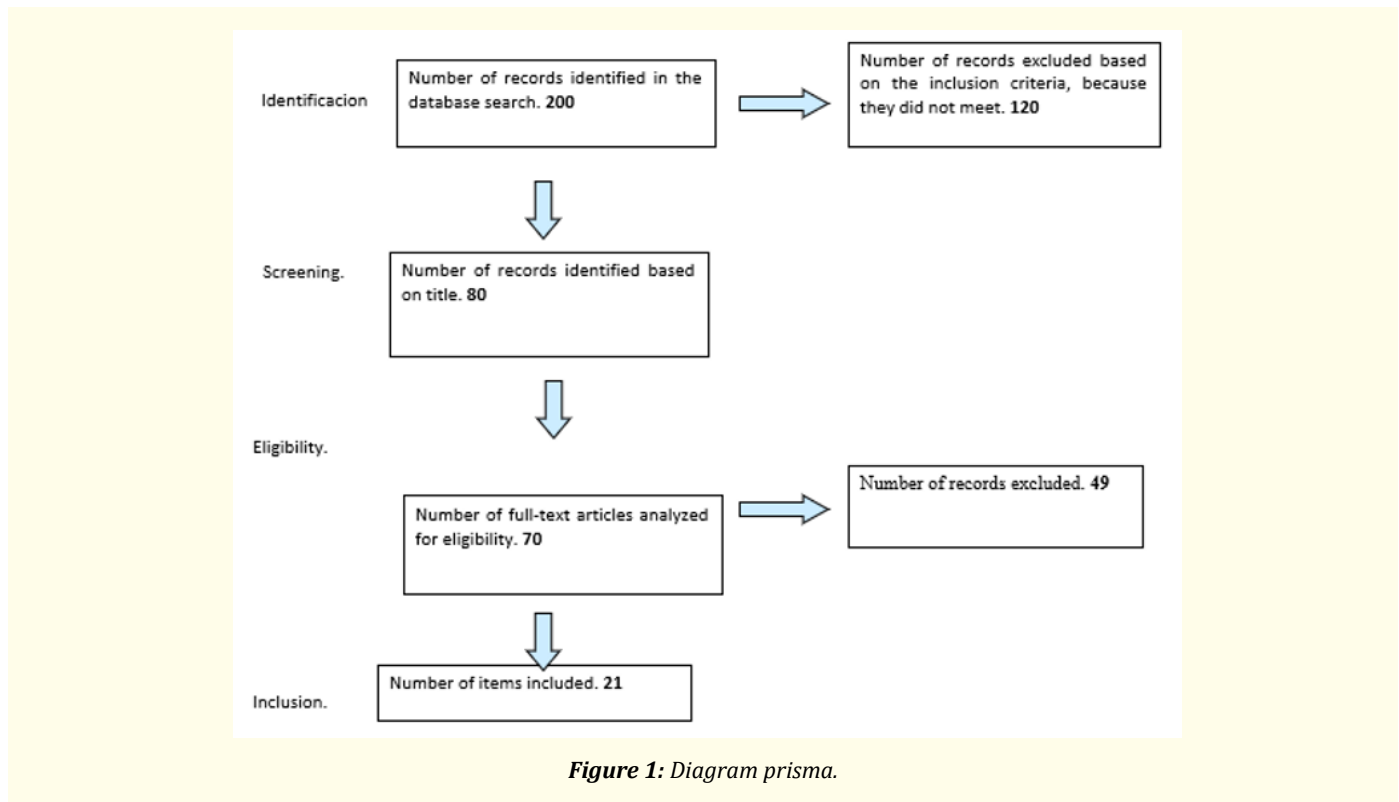 Identificacion
Number of records identified in the
database search. 200
Number of records excluded based
on the inclusion criteria, because
they did not meet. 120
Screening.
Number of records identified based
on title. 80
Eligibility.
Number of full-text articles analyzed
for eligibility. 70
Number of records excluded. 49
Inclusion.
Number of items included. 21
Figure 1: Diagram prisma.